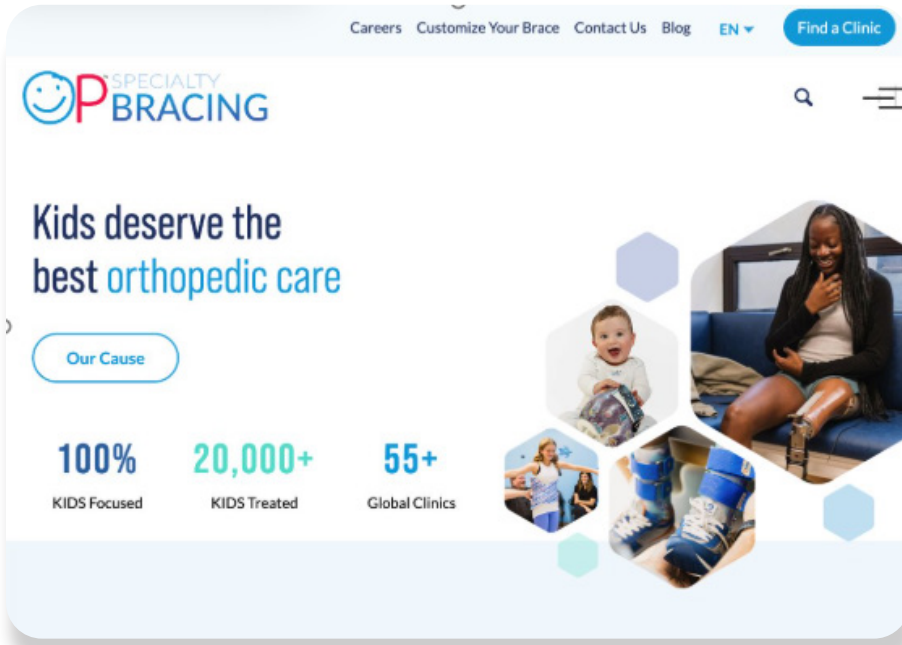 Careers Customize Your Brace Contact Us Blog EN Find a Clinic
OP SPECIALTY
BRACING
Kids deserve the
best orthopedic care
Our Cause
100% 20,000+ 55+
KIDS Focused KIDS Treated Global Clinics